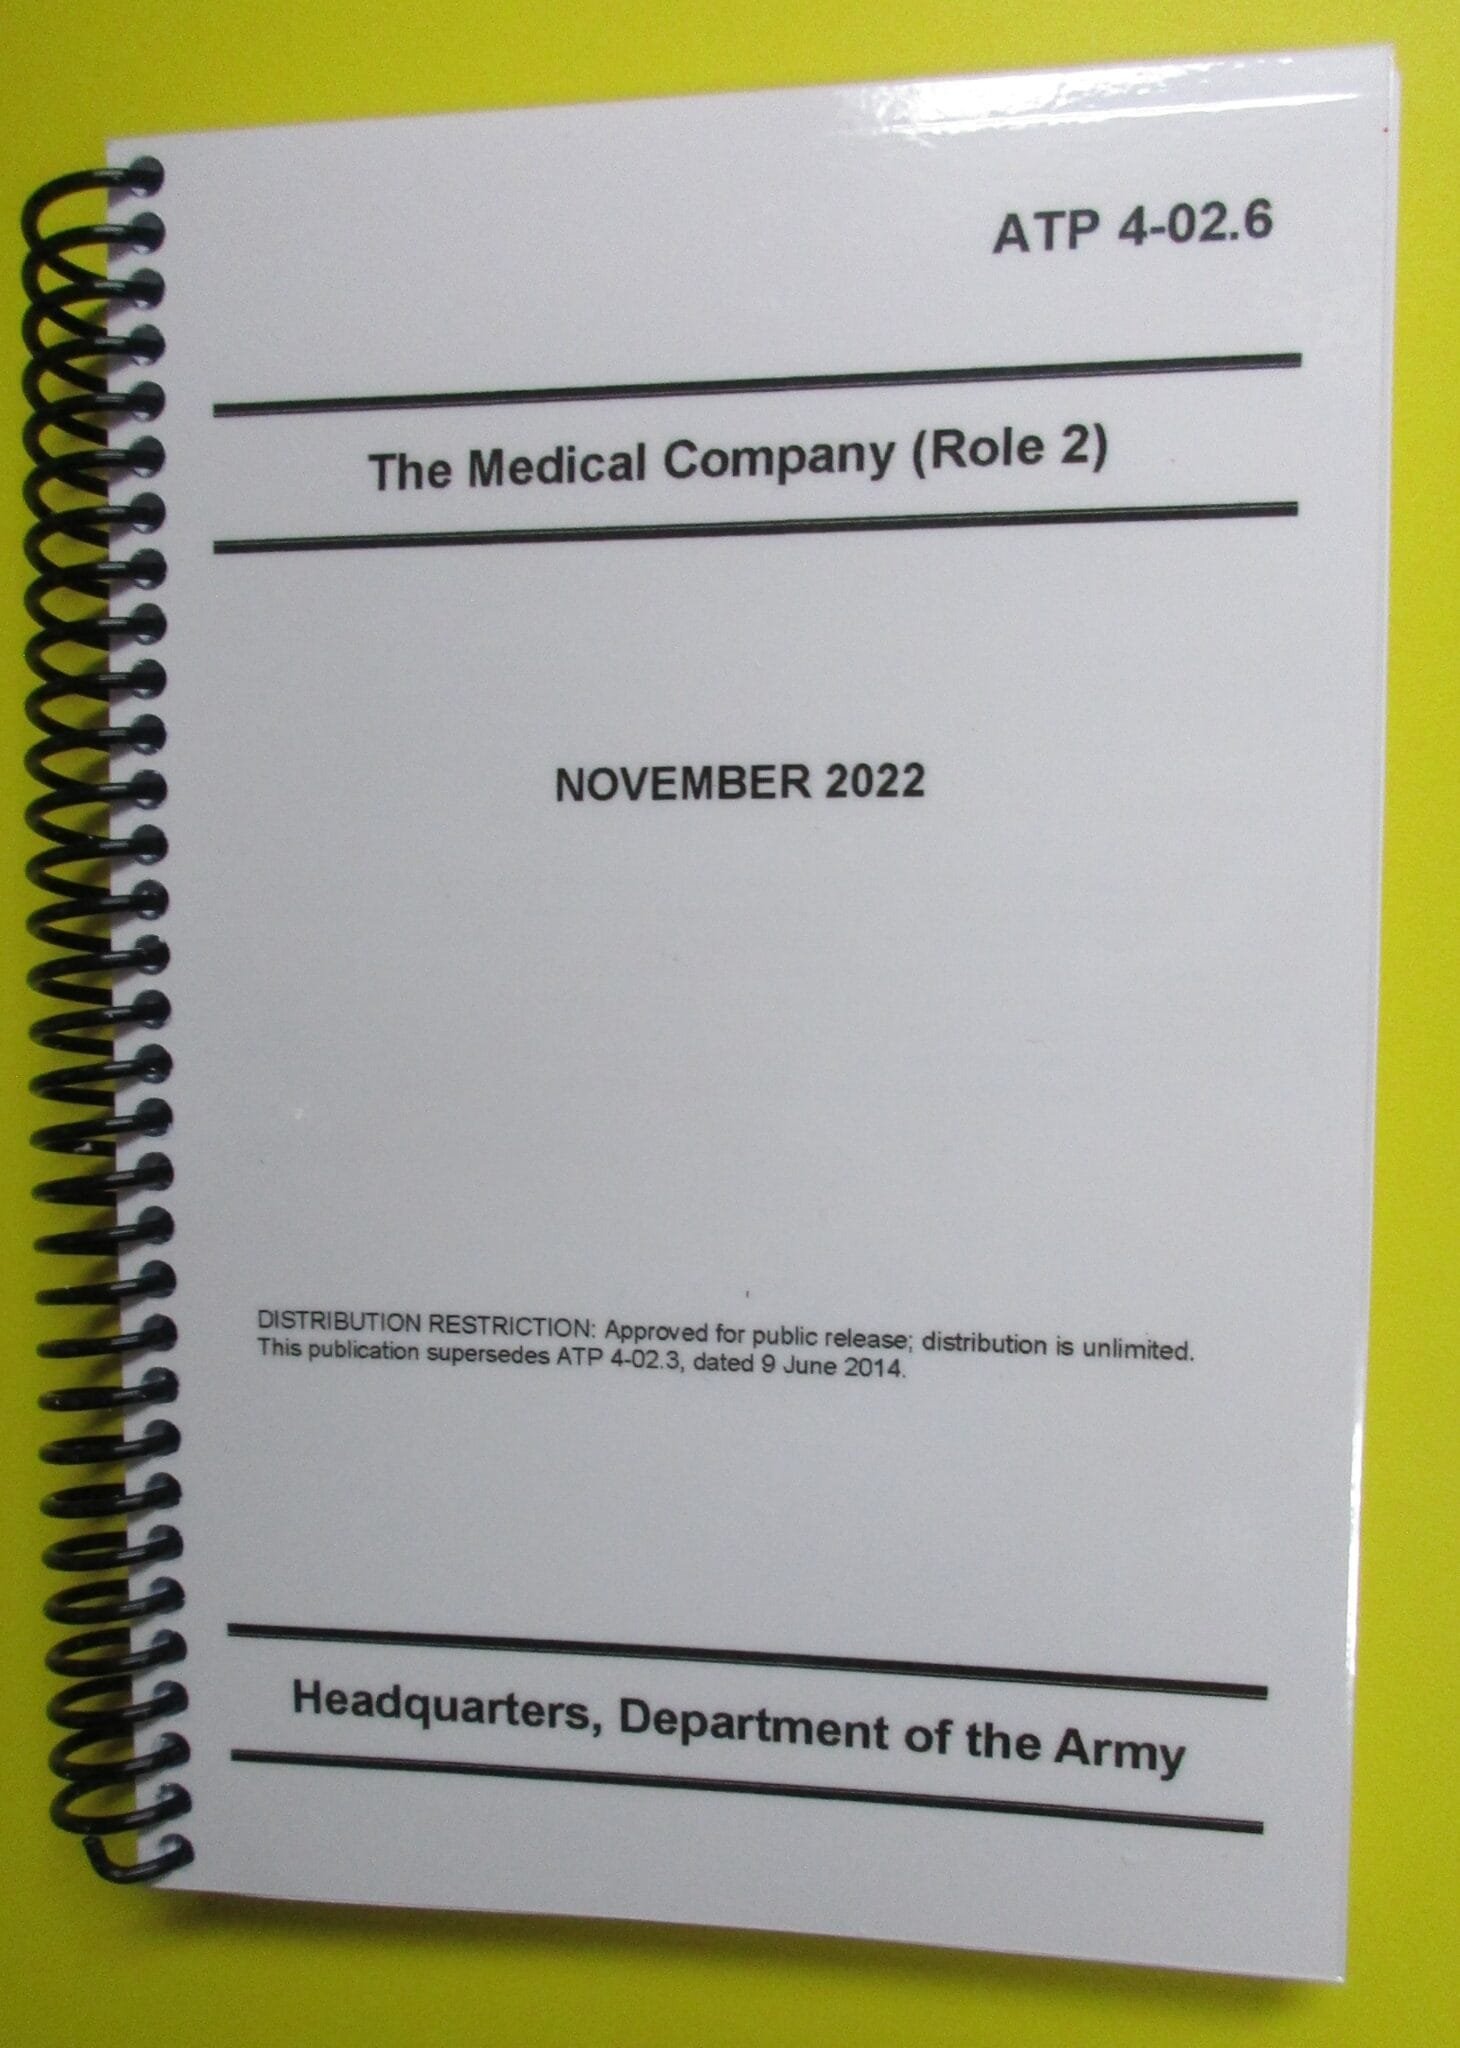 ATP 4-02.6
The Medical Company (Role 2)
NOVEMBER 2022
DISTRIBUTION RESTRICTION: Approved for public release; distribution is unlimited.
This publication supersedes ATP 4-02.3, dated 9 June 2014.
Headquarters, Department of the Army